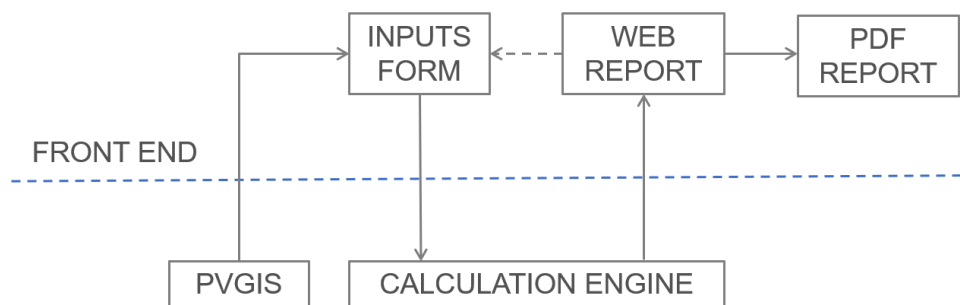 INPUTS
FORM
WEB
REPORT
PDF
REPORT
FRONT END
PVGIS
CALCULATION ENGINE